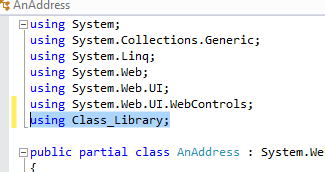 AnAddress
using System;
using System.Collections.Generic;
using System.Linq;
using System.Web;
using System.Web.UI;
using System.Web.UI.WebControls;
using Class_Library;
public partial class AnAddress : System.We
{